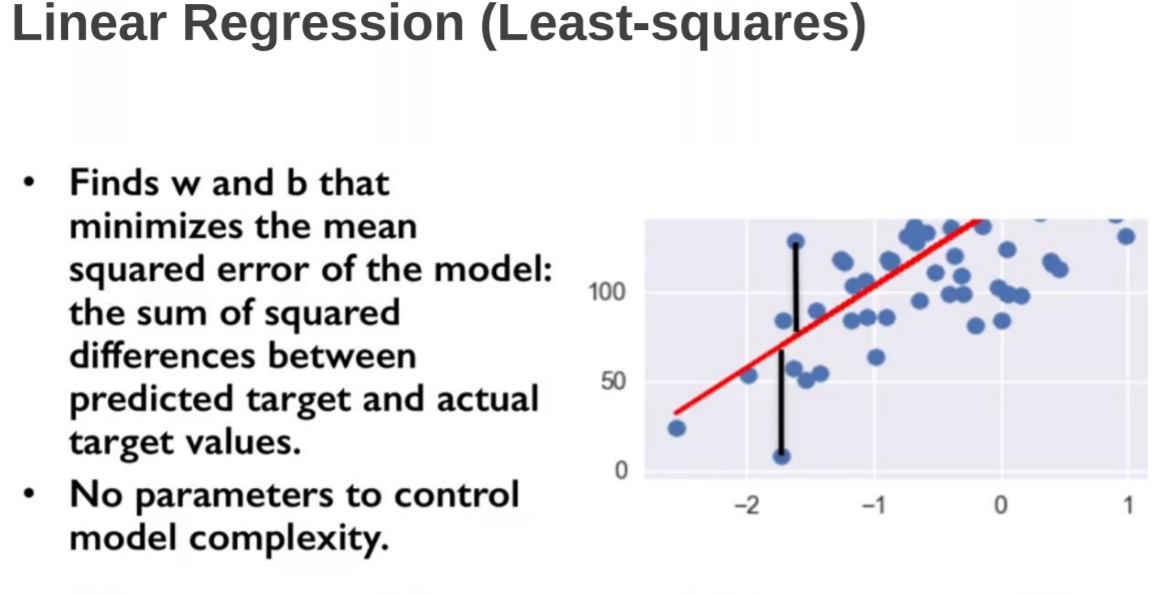 Linear Regression (Least-squares)
• Finds w and b that
minimizes the mean
squared error of the model:
the sum of squared
differences between
predicted target and actual
target values.
• No parameters to control
model complexity.
100
50
0
−2 −1 0 1